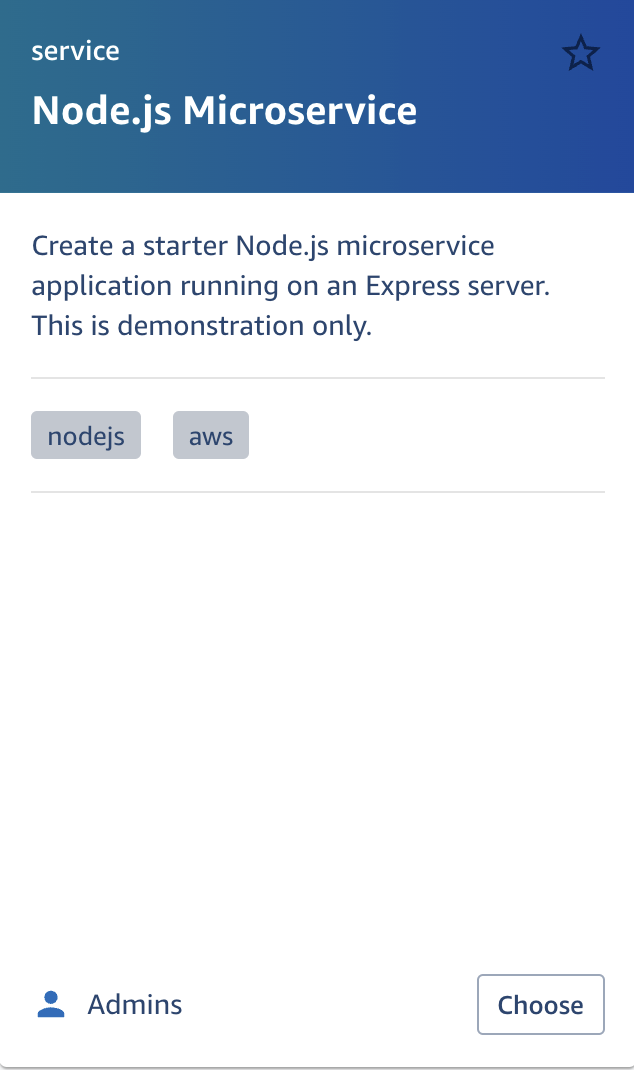 service
Node.js Microservice
Create a starter Node.js microservice
application running on an Express server.
This is demonstration only.
nodejs aws
Admins Choose